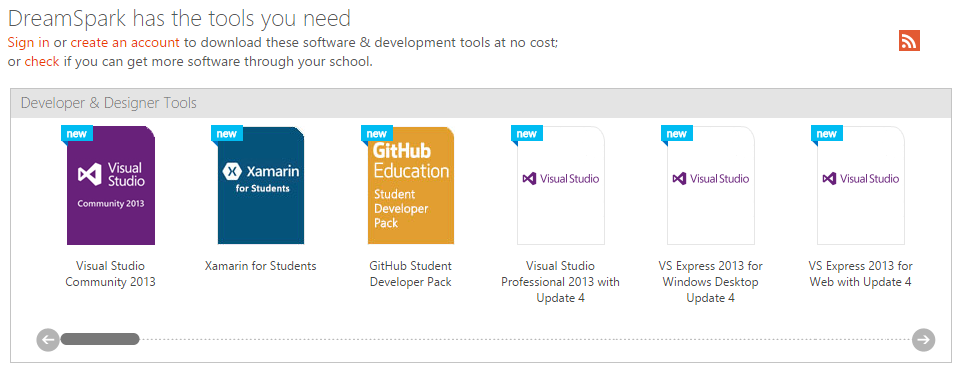 DreamSpark has the tools you need
Sign in or create an account to download these software & development tools at no cost;
or check if you can get more software through your school.
Developer & Designer Tools
new
new
new
new
new
new
Visual
Studio
Community 2013
Xamarin
for Students
GitHub
Education
Student
Developer
Pack
Visual Studio
Visual Studio
Visual Studio
Visual Studio
Community 2013
Xamarin for Students
GitHub Student
Developer Pack
Visual Studio
Professional 2013 with
Update 4
VS Express 2013 for
Windows Desktop
Update 4
VS Express 2013 for
Web with Update 4